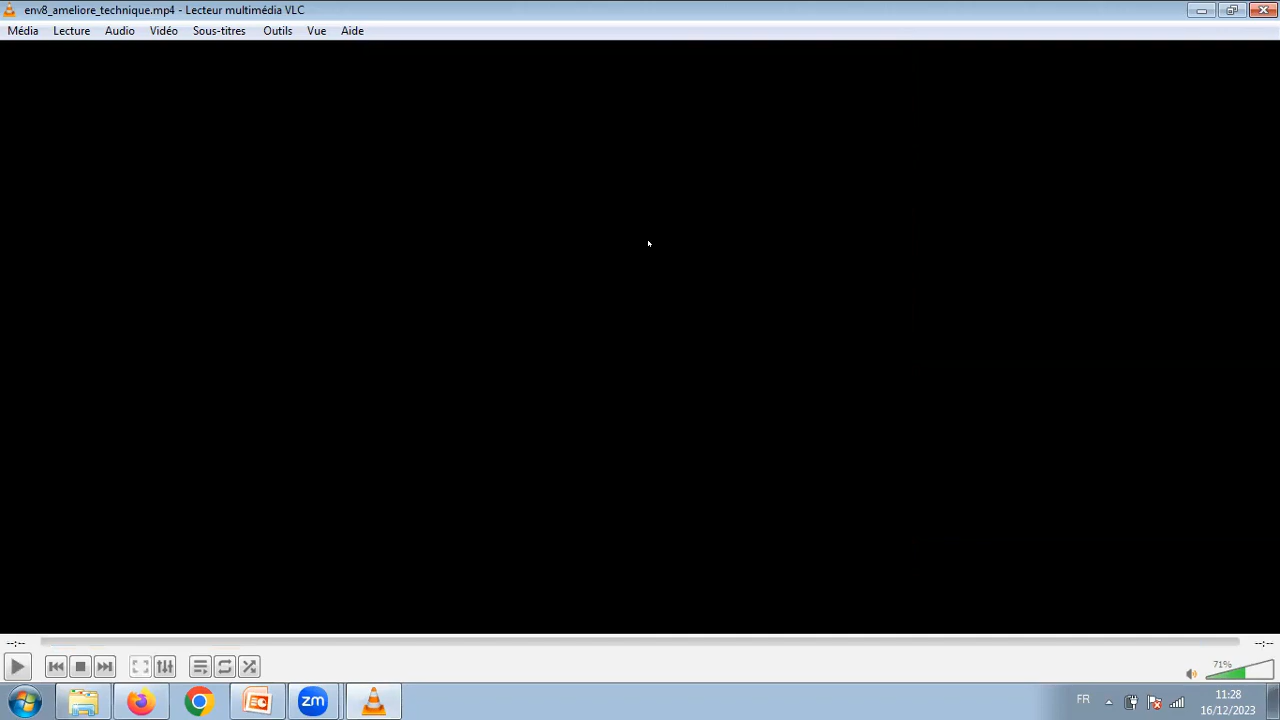 env8_ameliore_technique.mp4 - Lecteur multimédia VLC
Média Lecture Audio Vidéo Sous-titres Outils Vue Aide
--:-- --:--
71%
zm
FR
11:28
16/12/2023